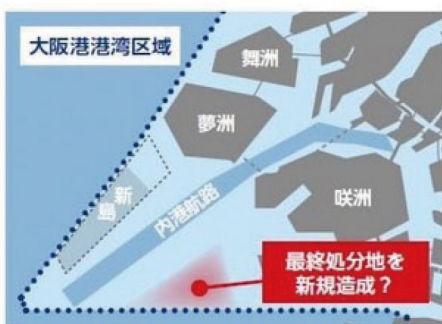 大阪港港湾区域
舞洲
夢洲
新島
内港航路
咲洲
最終処分地を
新規造成？